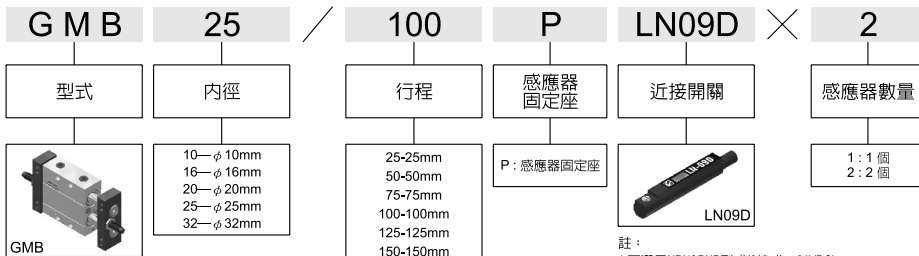 GMB 25 / 100 P LN09D × 2
型式
內徑
行程
感應器
固定座
近接開關
感應器數量
GMB
10—φ10mm
16—φ16mm
20—φ20mm
25—φ25mm
32—φ32mm
25-25mm
50-50mm
75-75mm
100-100mm
125-125mm
150-150mm
P：感應器固定座
LN-09D
LN09D
1：1 個
2：2 個
註：